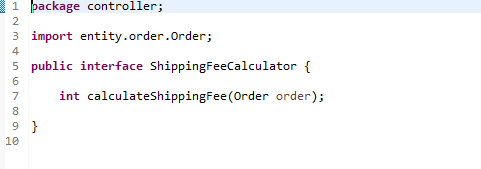 1 package controller;
2
3 import entity.order.Order;
4
5 public interface ShippingFeeCalculator {
6
7     int calculateShippingFee(Order order);
8
9 }
10